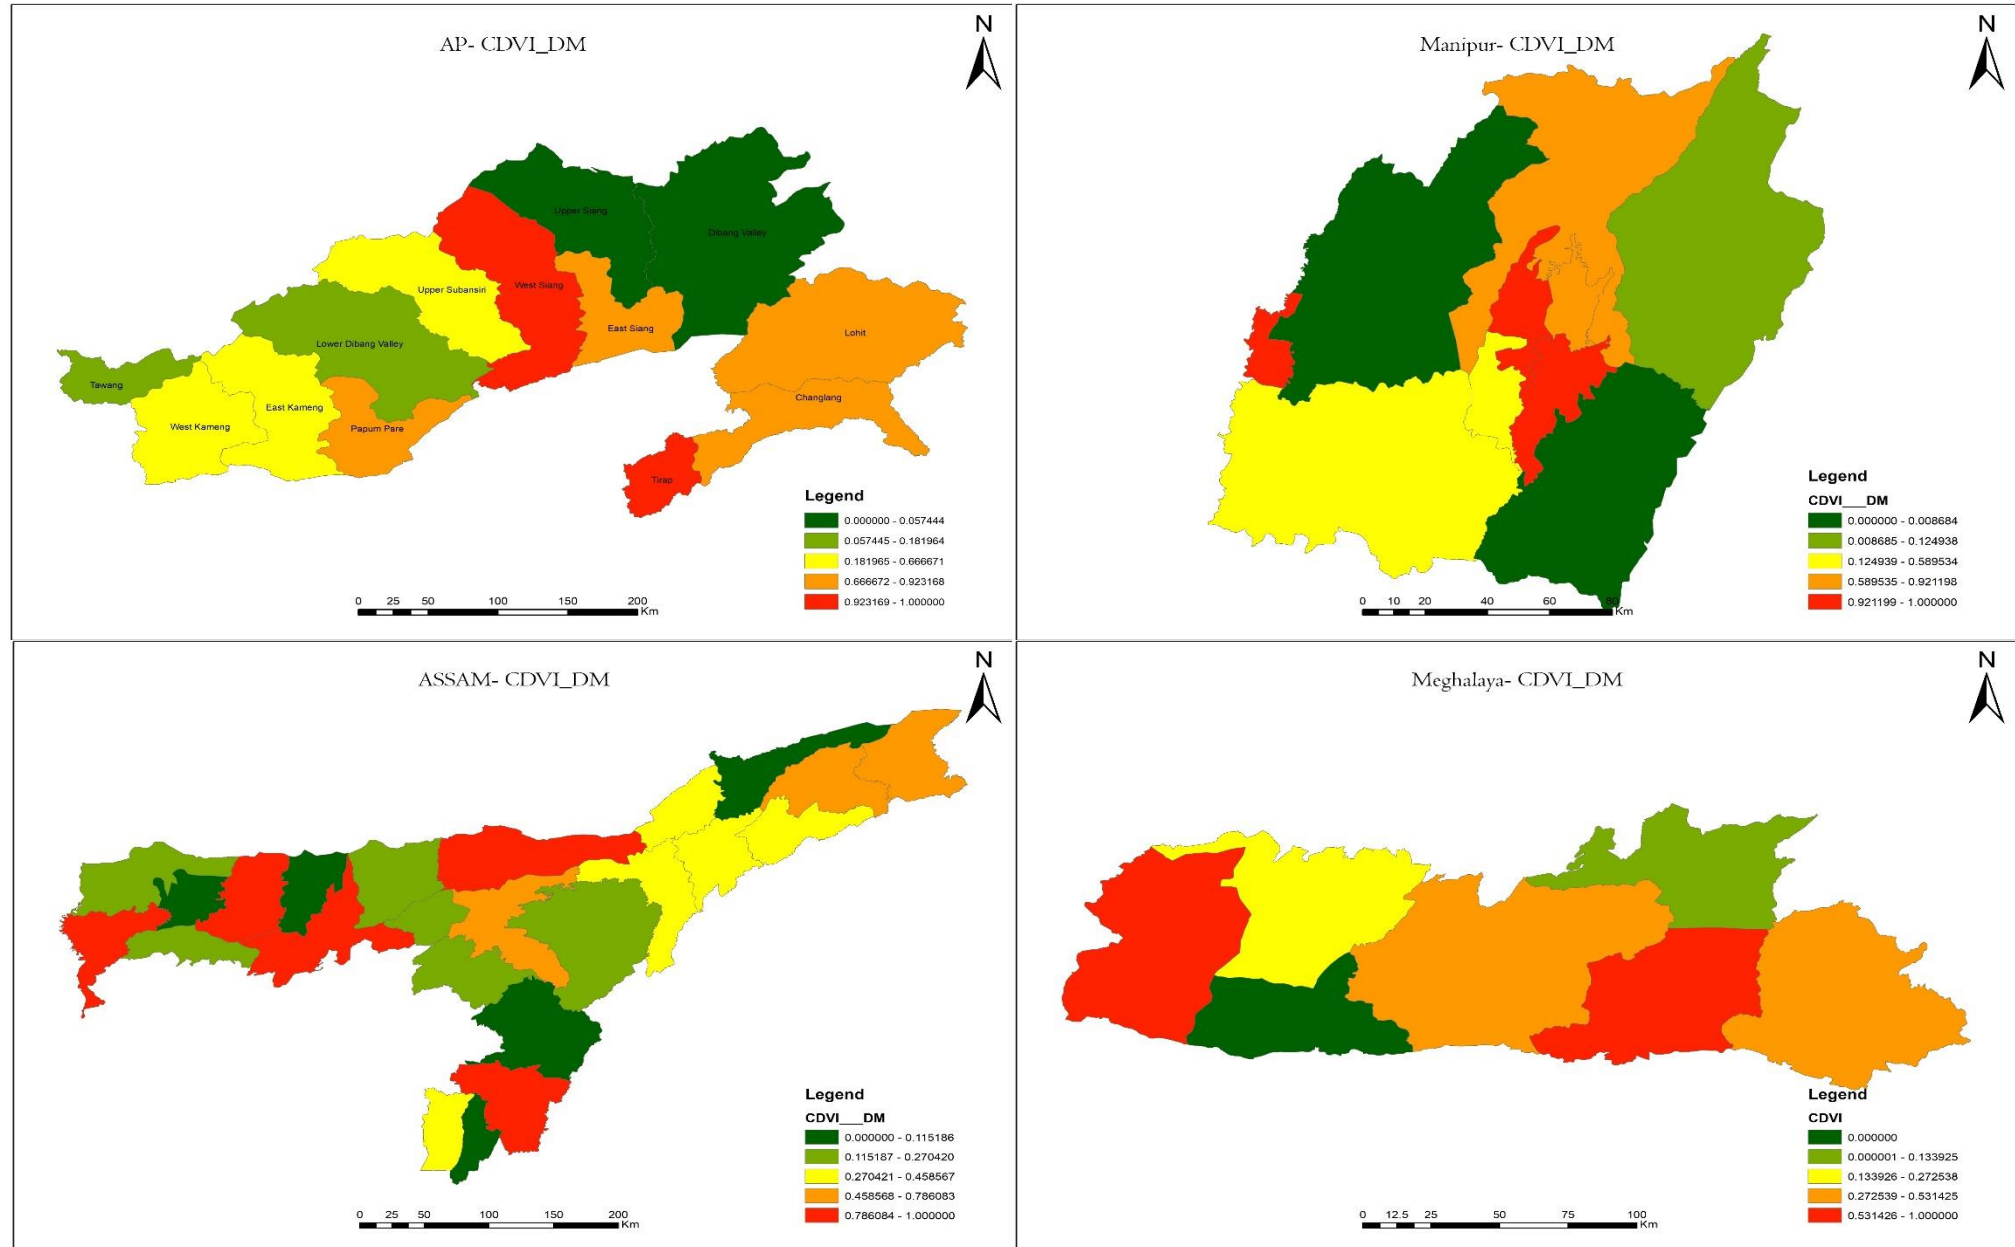 N
AP- CDVI_DM
Upper Siang
Dibang Valley
Upper Subansiri
West Siang
East Siang
Lohit
Lower Dibang Valley
Tawang
East Kameng
Changlang
West Kameng
Papum Pare
Tirap
Legend
0.000000 - 0.057444
0.057445 - 0.181964
0.181965 - 0.666671
0.666672 - 0.923168
0.923169 - 1.000000
0 25 50 100 150 200
Km
N
Manipur- CDVI_DM
Legend
CDVI___DM
0.000000 - 0.008684
0.008685 - 0.124938
0.124939 - 0.589534
0.589535 - 0.921198
0.921199 - 1.000000
0 10 20 40 60 80
Km
N
ASSAM- CDVI_DM
Legend
CDVI___DM
0.000000 - 0.115186
0.115187 - 0.270420
0.270421 - 0.458567
0.458568 - 0.786083
0.786084 - 1.000000
0 25 50 100 150 200
Km
N
Meghalaya- CDVI_DM
Legend
CDVI
0.000000
0.000001 - 0.133925
0.133926 - 0.272538
0.272539 - 0.531425
0.531426 - 1.000000
0 12.5 25 50 75 100
Km